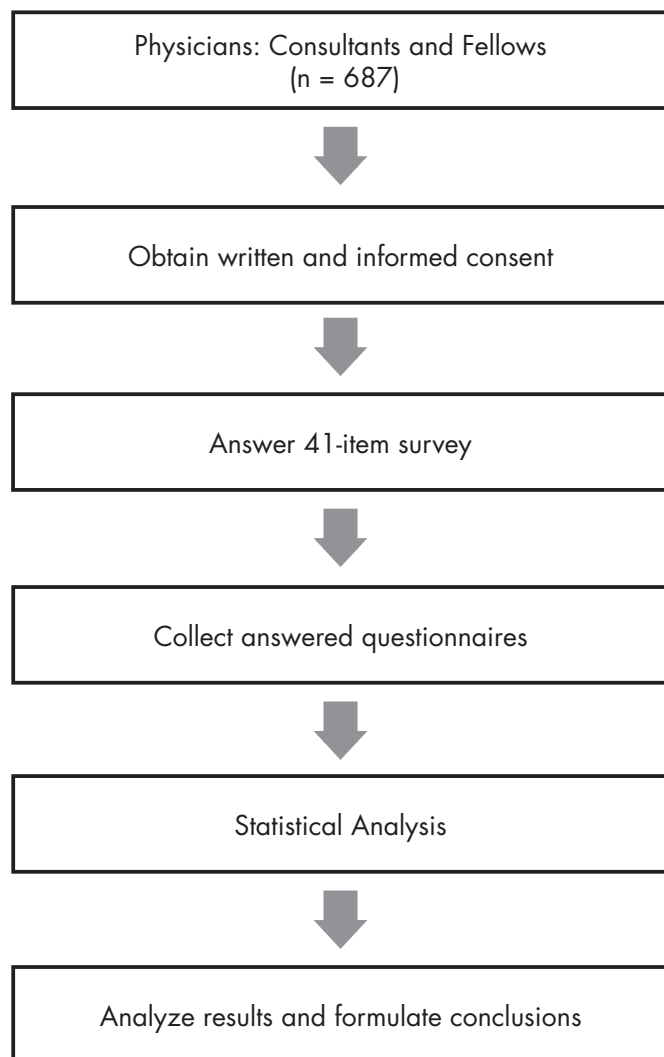 Physicians: Consultants and Fellows
(n = 687)
Obtain written and informed consent
Answer 41-item survey
Collect answered questionnaires
Statistical Analysis
Analyze results and formulate conclusions